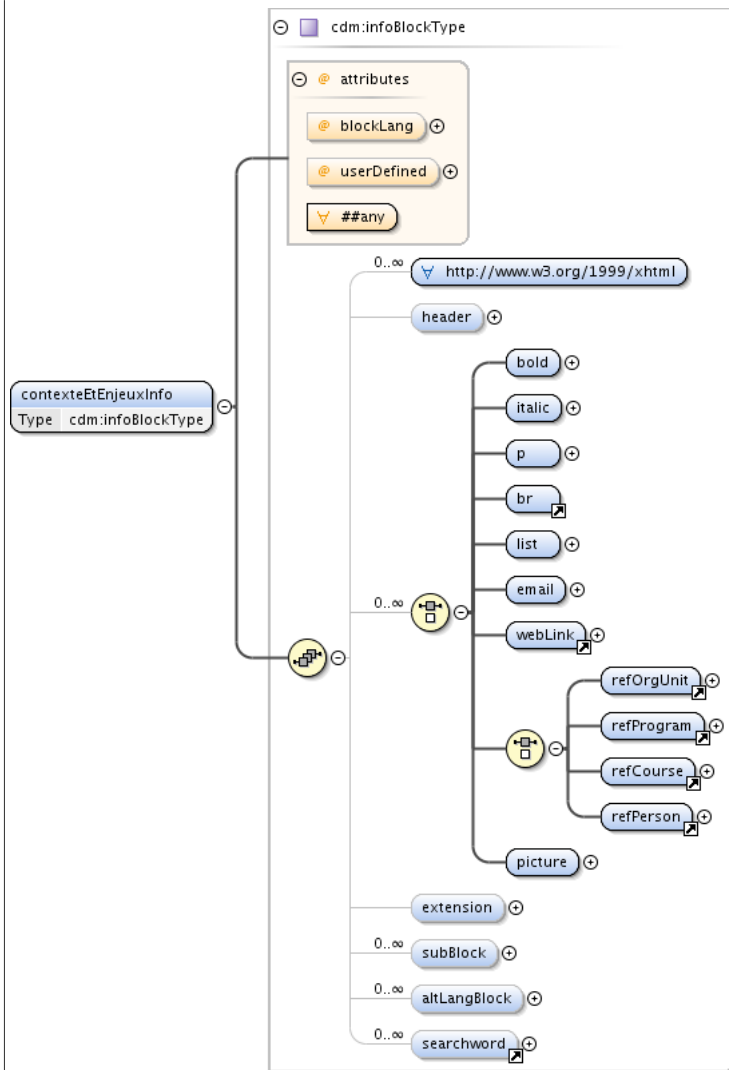 cdm:infoBlockType
@ attributes
@ blockLang
@ userDefined
∀ ##any
0..∞
∀ http://www.w3.org/1999/xhtml
header
contexteEtEnjeuxInfo
Type cdm:infoBlockType
bold
italic
p
br
list
email
0..∞
webLink
refOrgUnit
refProgram
refCourse
refPerson
picture
extension
0..∞
subBlock
0..∞
altLangBlock
0..∞
searchword